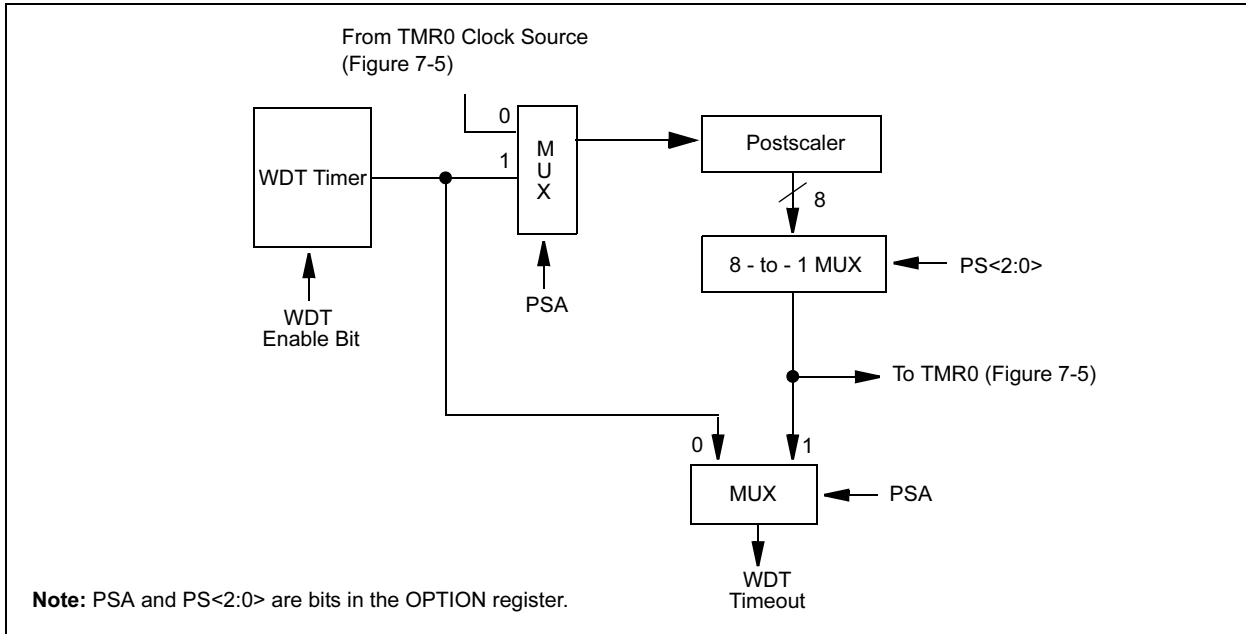 From TMR0 Clock Source
(Figure 7-5)
0
1
M
U
X
WDT Timer
Postscaler
8
8 - to - 1 MUX
PS<2:0>
PSA
WDT
Enable Bit
To TMR0 (Figure 7-5)
0
1
MUX
PSA
WDT
Timeout
Note: PSA and PS<2:0> are bits in the OPTION register.